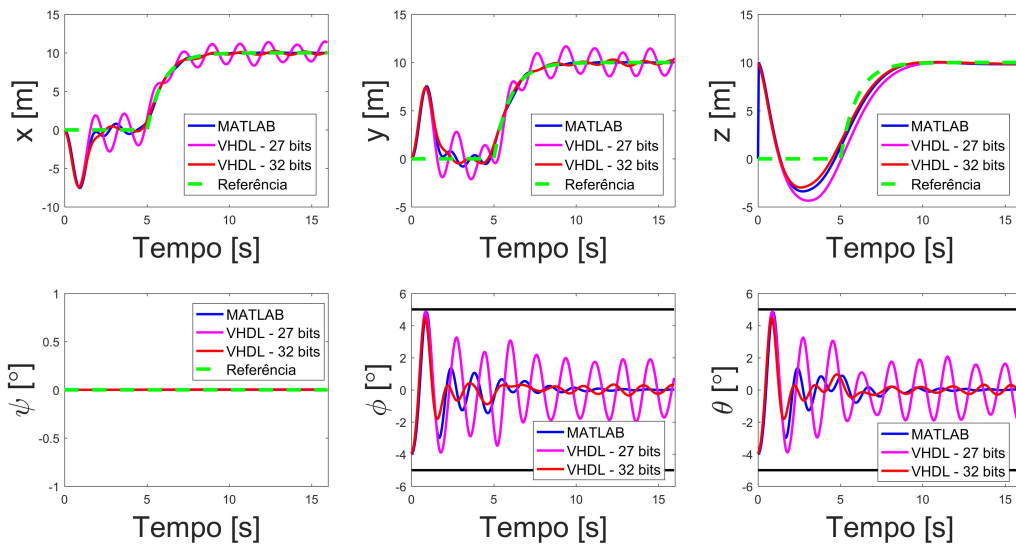 x [m]
15
10
5
0
-5
-10
MATLAB
VHDL - 27 bits
VHDL - 32 bits
Referência
0 5 10 15
Tempo [s]
y [m]
15
10
5
0
-5
MATLAB
VHDL - 27 bits
VHDL - 32 bits
Referência
0 5 10 15
Tempo [s]
z [m]
15
10
5
0
-5
MATLAB
VHDL - 27 bits
VHDL - 32 bits
Referência
0 5 10 15
Tempo [s]
ψ [°]
1
0.5
0
-0.5
-1
MATLAB
VHDL - 27 bits
VHDL - 32 bits
Referência
0 5 10 15
Tempo [s]
ϕ [°]
6
4
2
0
-2
-4
-6
MATLAB
VHDL - 27 bits
VHDL - 32 bits
0 5 10 15
Tempo [s]
θ [°]
6
4
2
0
-2
-4
-6
MATLAB
VHDL - 27 bits
VHDL - 32 bits
0 5 10 15
Tempo [s]